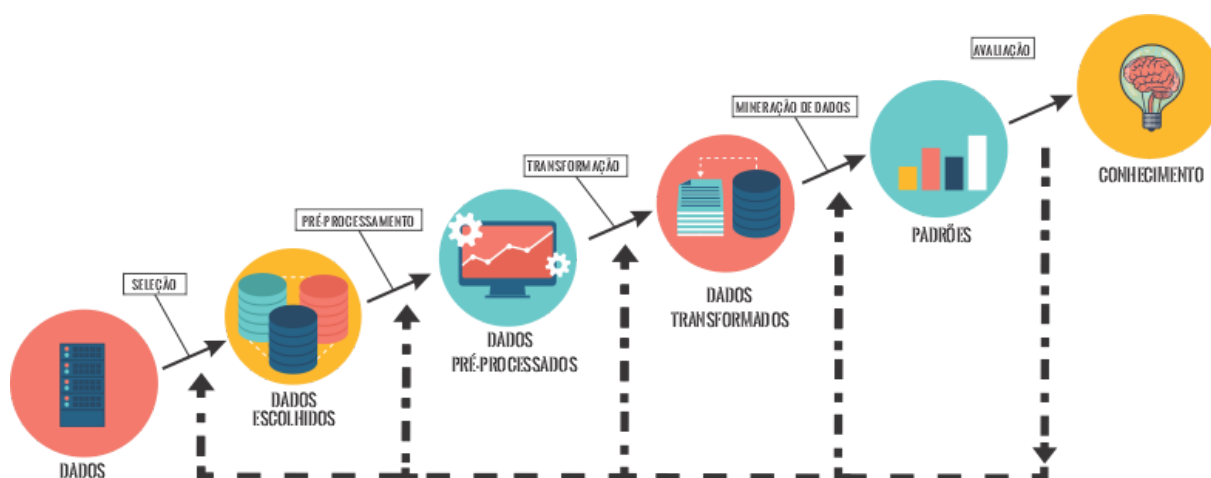 AVALIAÇÃO
MINERAÇÃO DE DADOS
CONHECIMENTO
TRANSFORMAÇÃO
PADRÕES
PRÉ-PROCESSAMENTO
DADOS
TRANSFORMADOS
SELEÇÃO
DADOS
PRÉ-PROCESSADOS
DADOS
ESCOLHIDOS
DADOS